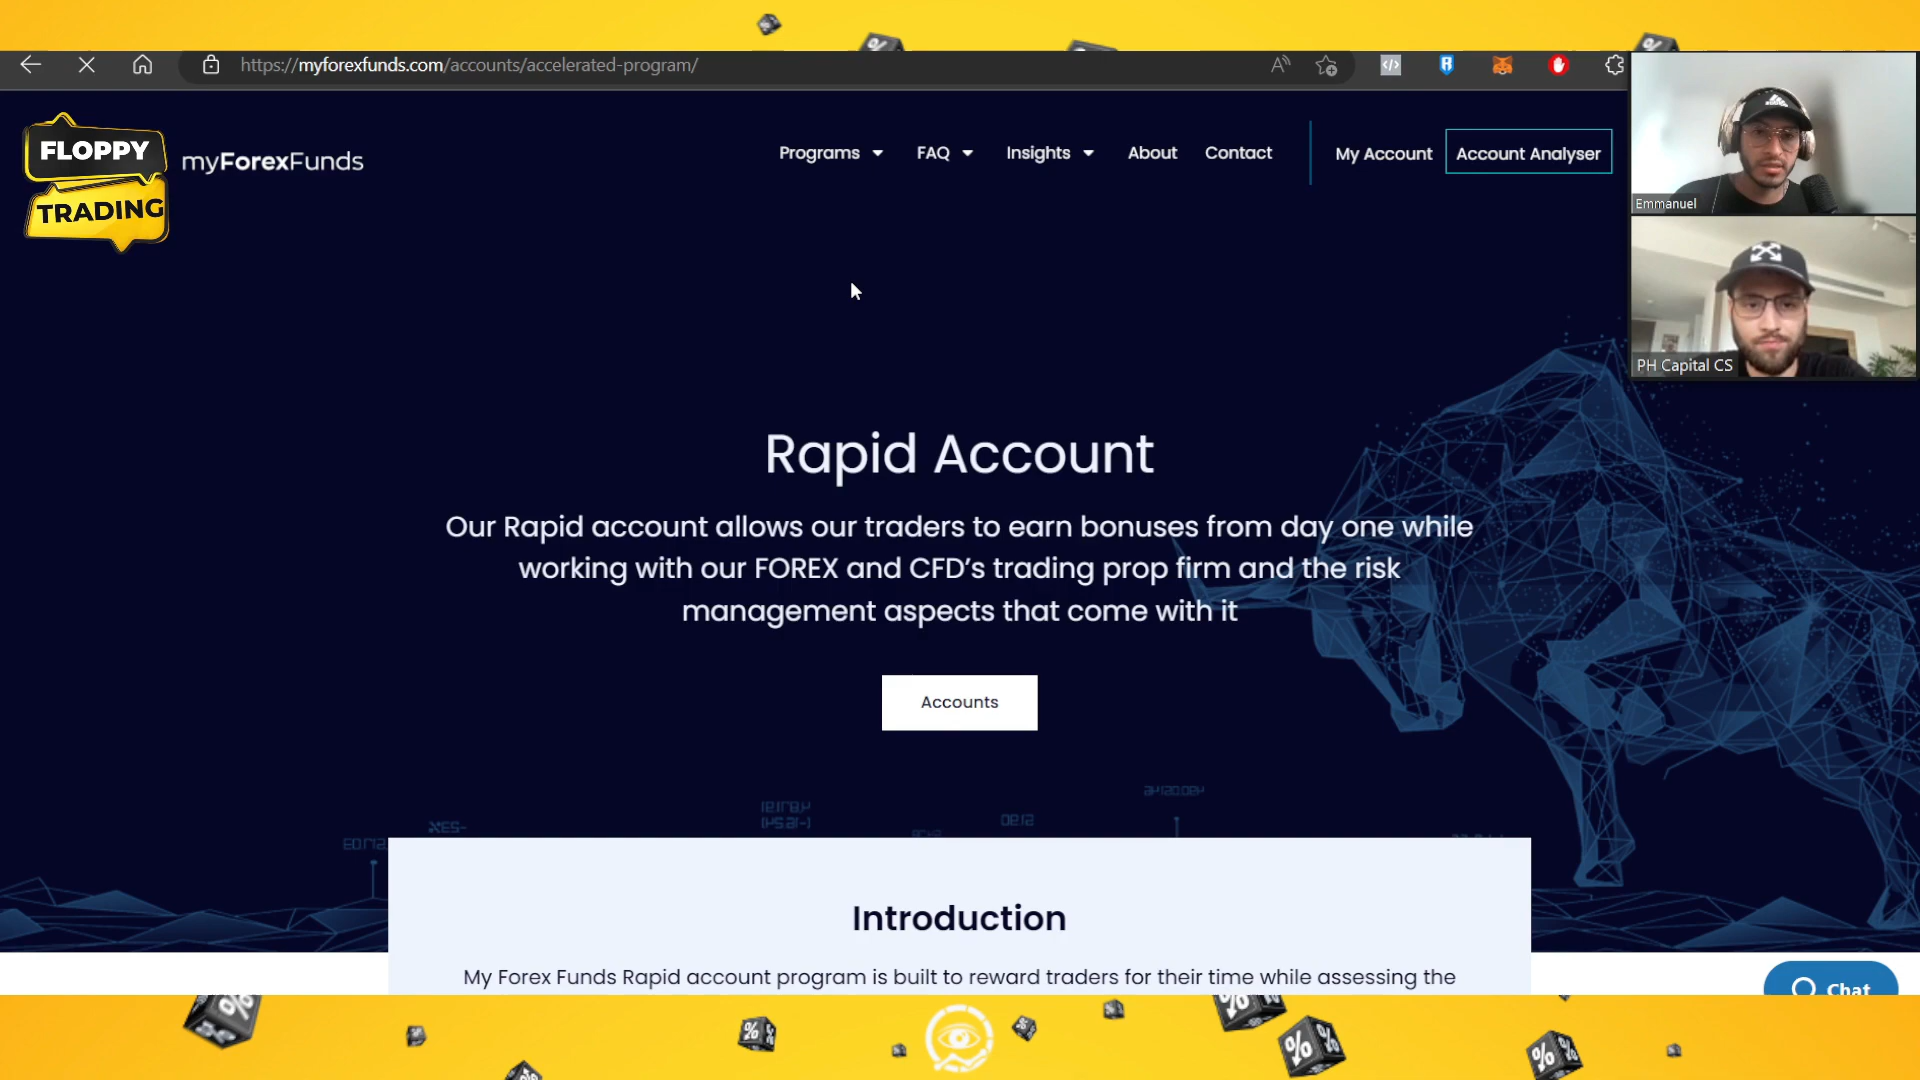 https://myforexfunds.com/accounts/accelerated-program/
FLOPPY
TRADING
myForexFunds
Programs
FAQ
Insights
About
Contact
My Account
Account Analyser
Emmanuel
PH Capital CS
Rapid Account
Our Rapid account allows our traders to earn bonuses from day one while
working with our FOREX and CFD's trading prop firm and the risk
management aspects that come with it
Accounts
Introduction
My Forex Funds Rapid account program is built to reward traders for their time while assessing the
Chat